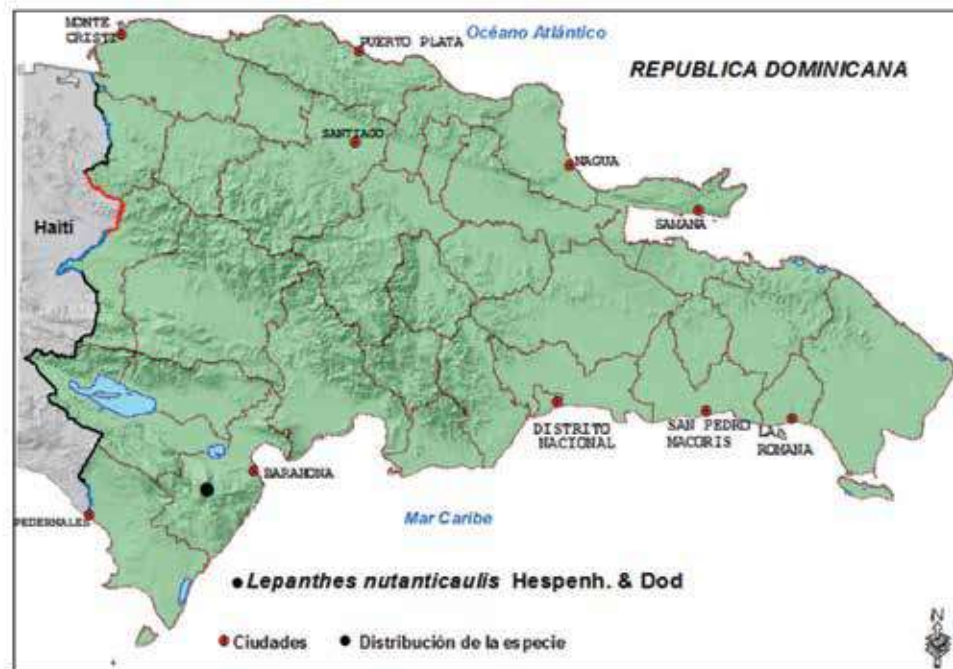 MONTE
CRISTI
PUERTO PLATA
Océano Atlántico
REPUBLICA DOMINICANA
SANTIAGO
NAGUA
SAMANA
Haití
DISTRITO
NACIONAL
SAN PEDRO
MACORIS
LA
ROMANA
BARAHONA
PEDERNALES
Mar Caribe
Lepanthes nutanticaulis Hespenh. & Dod
Ciudades
Distribución de la especie
N